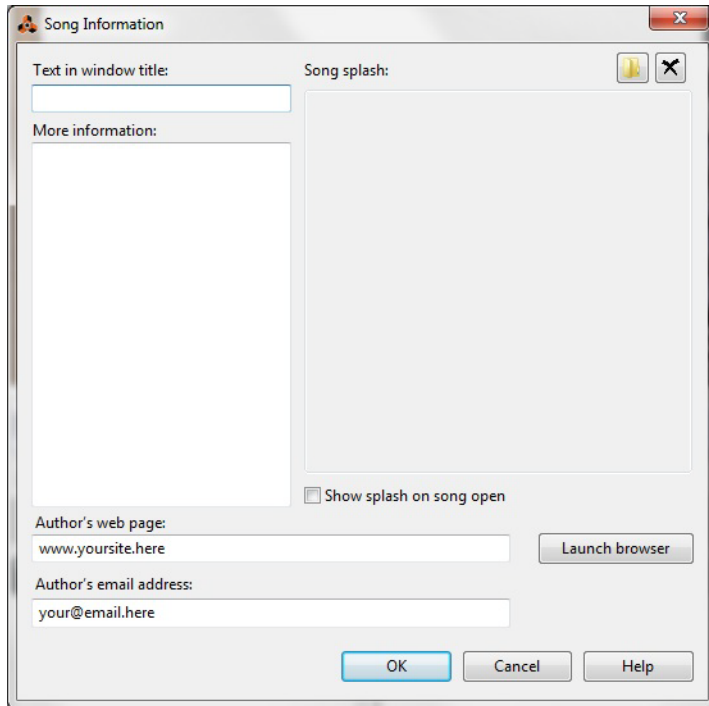 Song Information
Text in window title:
Song splash:
More information:
Show splash on song open
Author's web page:
www.yoursite.here
Launch browser
Author's email address:
your@email.here
OK
Cancel
Help